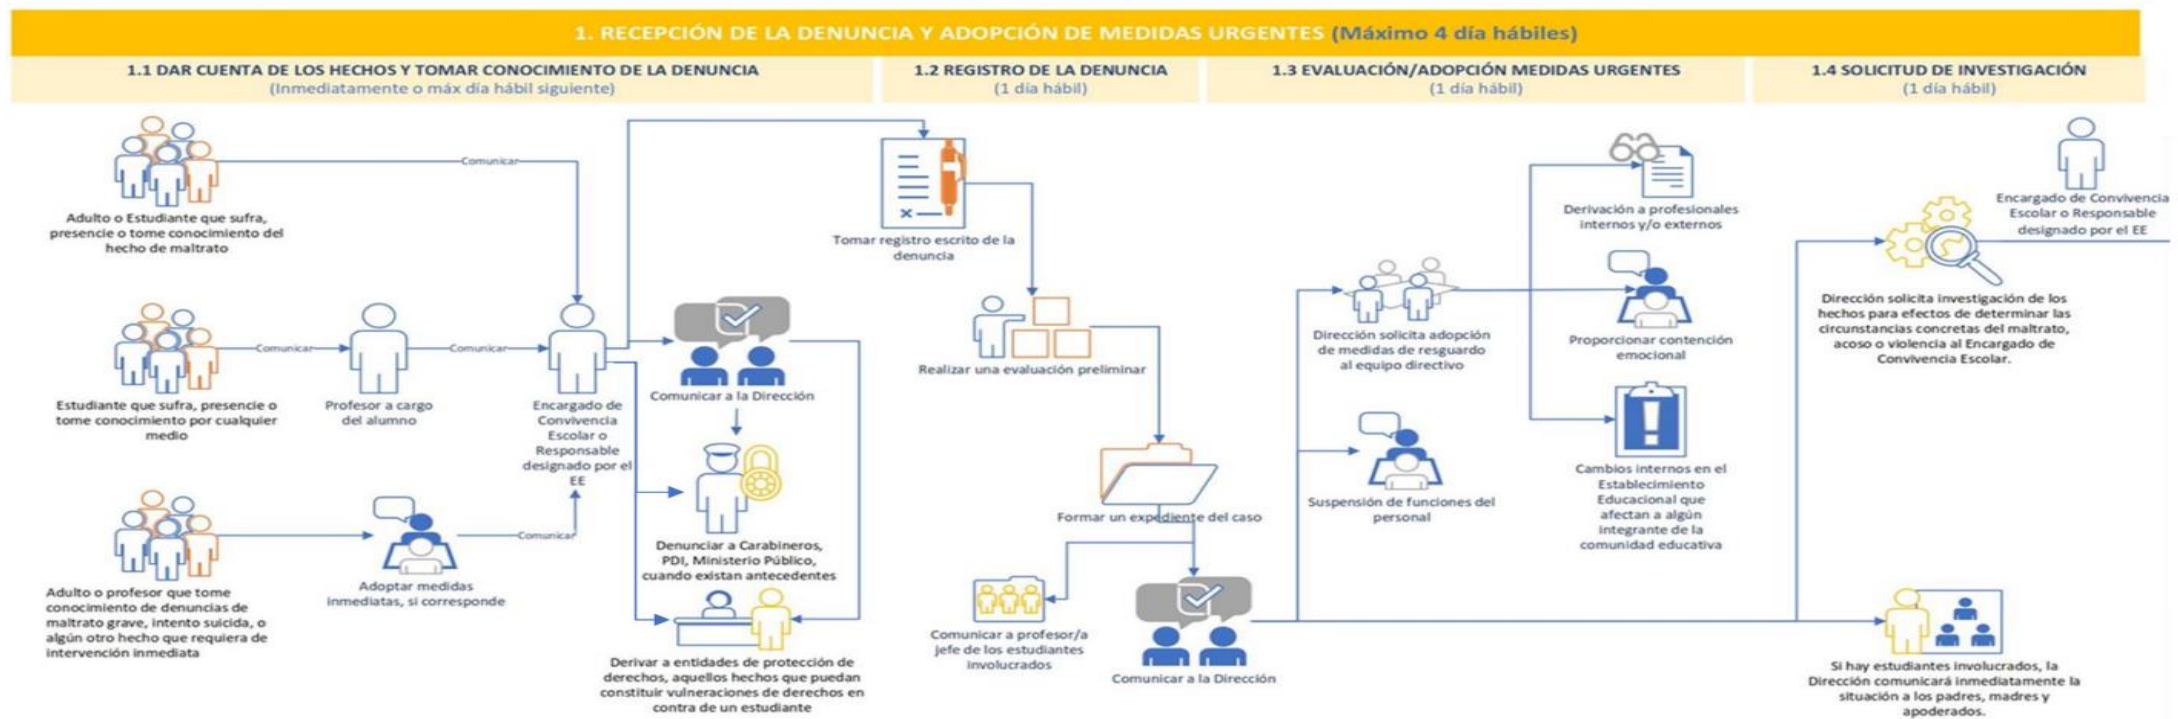 1. RECEPCIÓN DE LA DENUNCIA Y ADOPCIÓN DE MEDIDAS URGENTES (Máximo 4 día hábiles)
1.1 DAR CUENTA DE LOS HECHOS Y TOMAR CONOCIMIENTO DE LA DENUNCIA
(Inmediatamente o máx día hábil siguiente)
1.2 REGISTRO DE LA DENUNCIA
(1 día hábil)
1.3 EVALUACIÓN/ADOPCIÓN MEDIDAS URGENTES
(1 día hábil)
1.4 SOLICITUD DE INVESTIGACIÓN
(1 día hábil)
Comunicar
Adulto o Estudiante que sufra,
presencie o tome conocimiento del
hecho de maltrato
Comunicar
Comunicar
Estudiante que sufra, presencie o
tome conocimiento por cualquier
medio
Profesor a cargo
del alumno
Encargado de
Convivencia
Escolar o
Responsable
designado por el
EE
Comunicar
Adulto o profesor que tome
conocimiento de denuncias de
maltrato grave, intento suicida, o
algún otro hecho que requiera de
intervención inmediata
Adoptar medidas
inmediatas, si corresponde
Comunicar a la Dirección
Denunciar a Carabineros,
PDI, Ministerio Público,
cuando existan antecedentes
Derivar a entidades de protección de
derechos, aquellos hechos que puedan
constituir vulneraciones de derechos en
contra de un estudiante
Tomar registro escrito de la
denuncia
Realizar una evaluación preliminar
Formar un expediente del caso
Comunicar a profesor/a
jefe de los estudiantes
involucrados
Comunicar a la Dirección
Dirección solicita adopción
de medidas de resguardo
al equipo directivo
Suspensión de funciones del
personal
Derivación a profesionales
internos y/o externos
Proporcionar contención
emocional
Cambios internos en el
Establecimiento
Educacional que
afectan a algún
integrante de la
comunidad educativa
Encargado de Convivencia
Escolar o Responsable
designado por el EE
Dirección solicita investigación de los
hechos para efectos de determinar las
circunstancias concretas del maltrato,
acoso o violencia al Encargado de
Convivencia Escolar.
Si hay estudiantes involucrados, la
Dirección comunicará inmediatamente la
situación a los padres, madres y
apoderados.